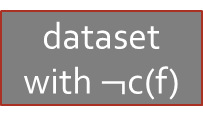 dataset
with ¬c(f)